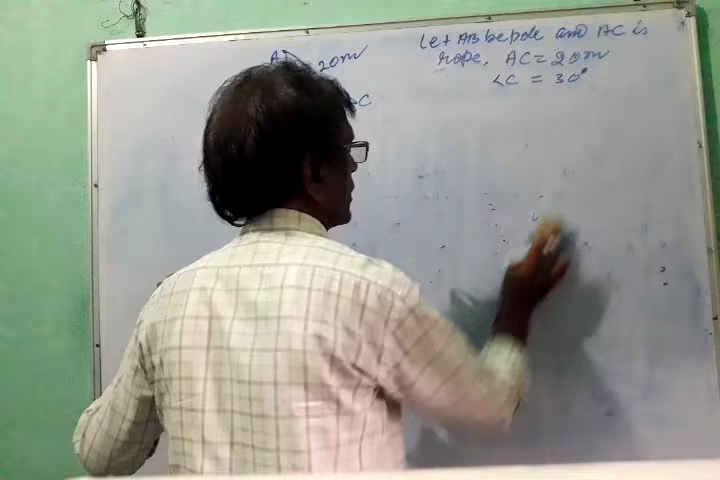 A
20m
C
Let AB be pole and AC is
rope. AC = 20m
∠C = 30°